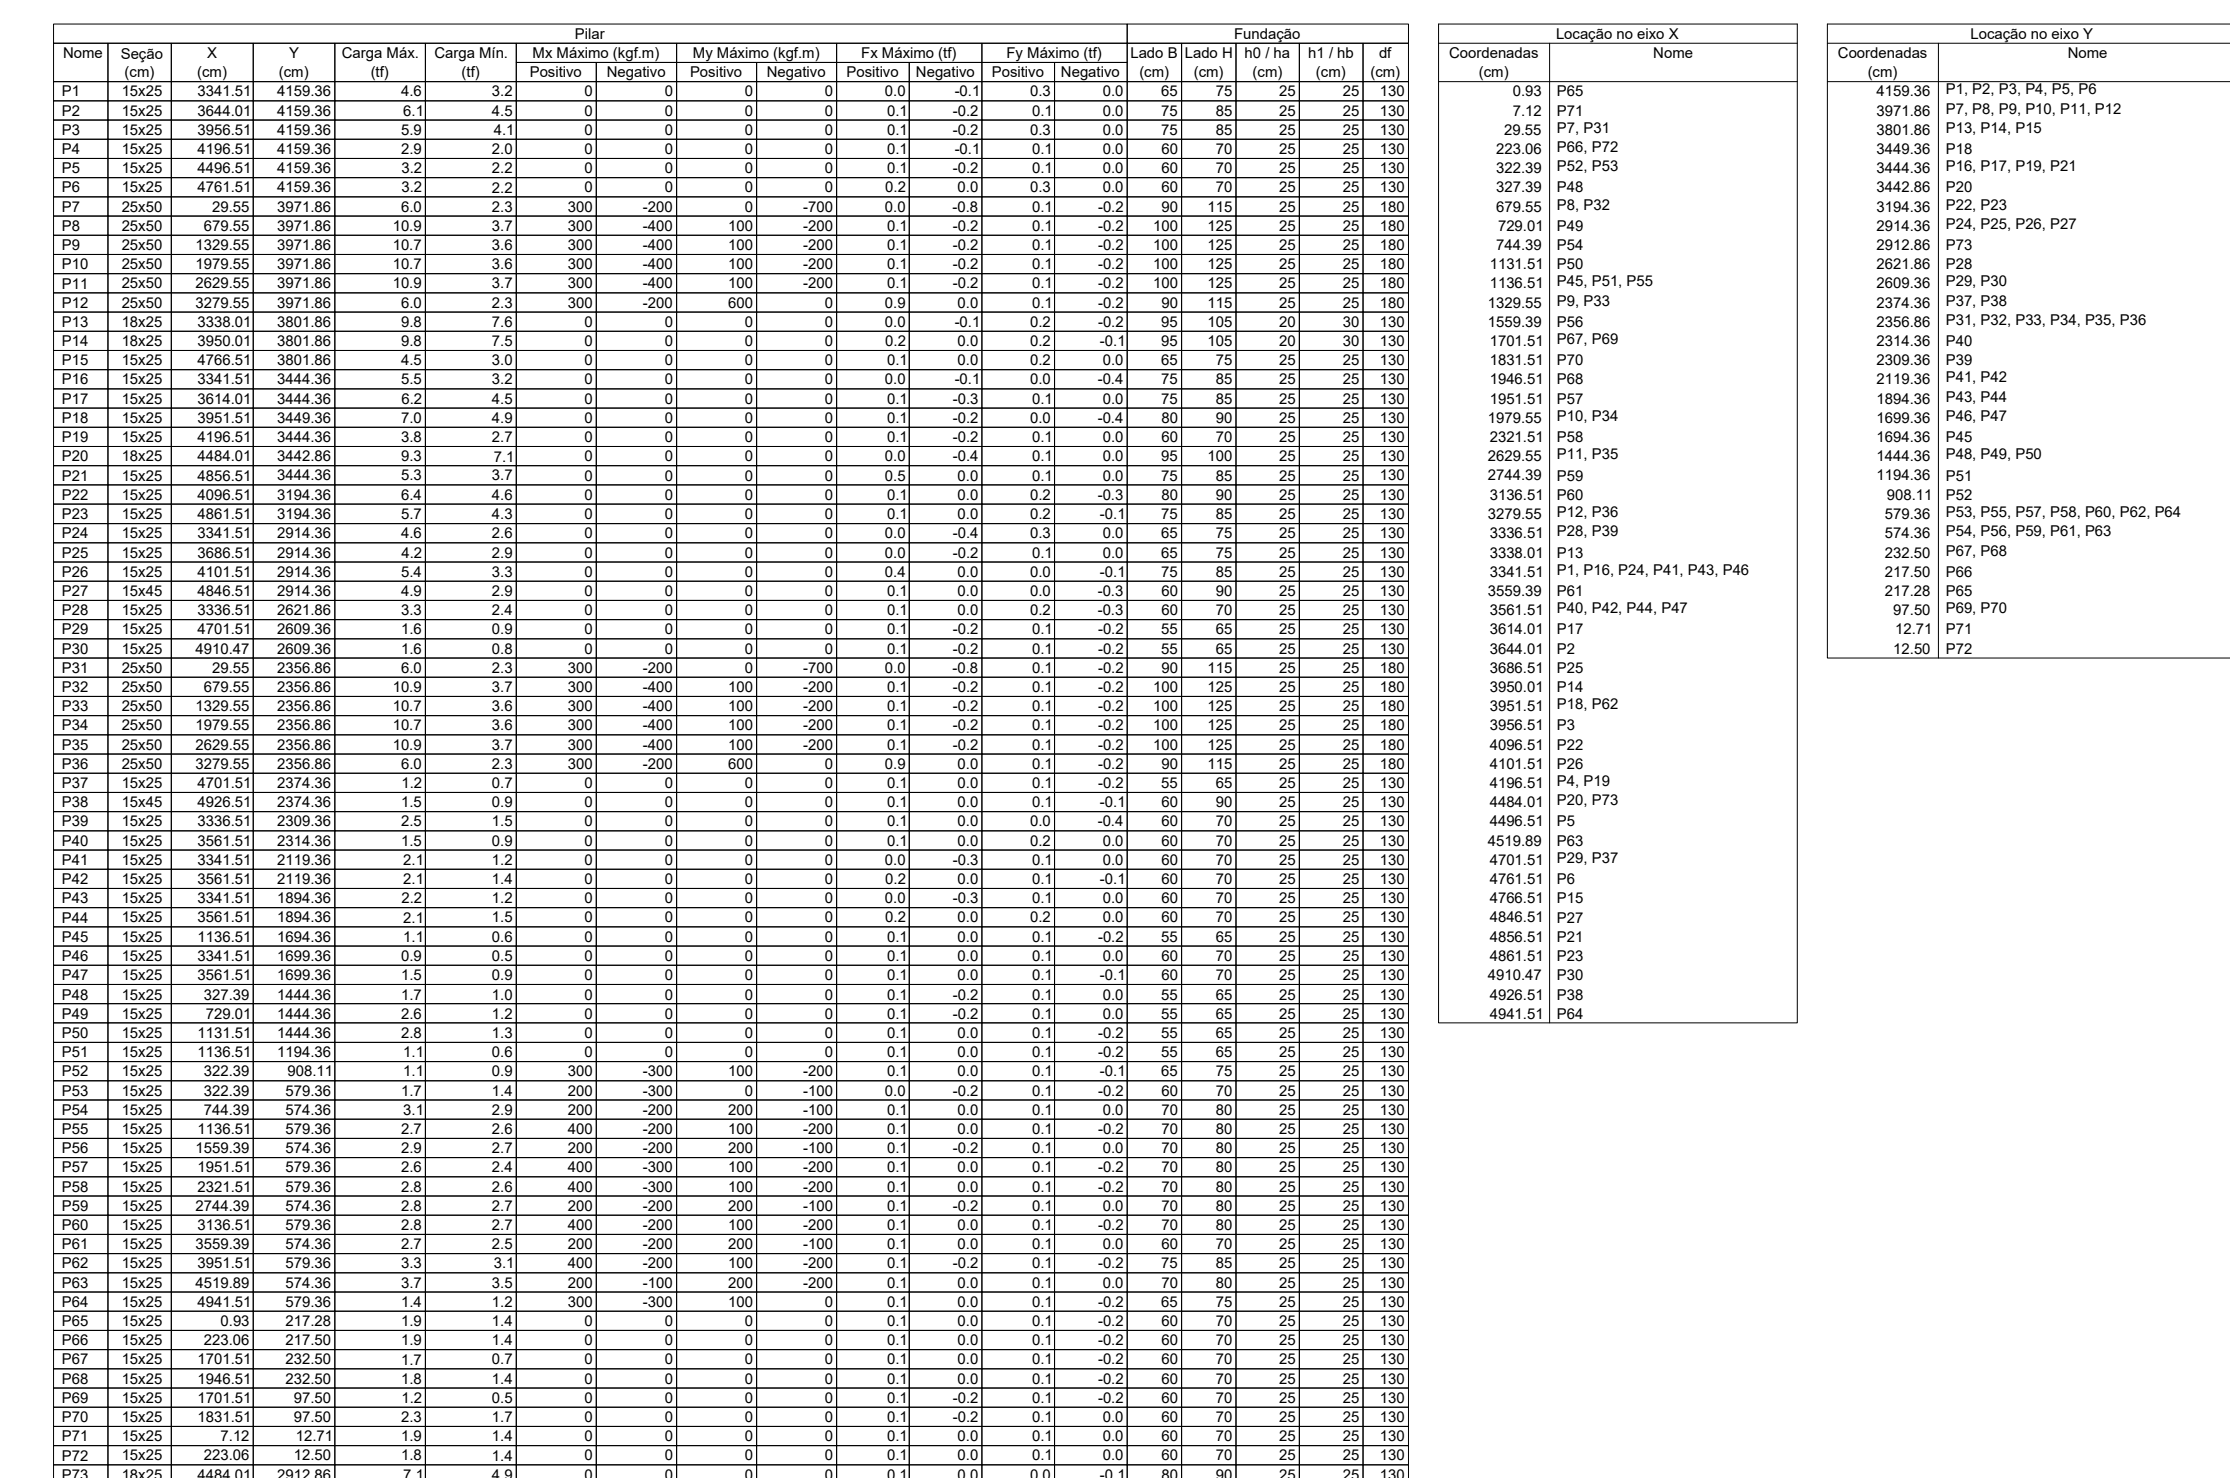 Pilar Fundação
Nome Seção X Y Carga Máx. Carga Mín. Mx Máximo (kgf.m) My Máximo (kgf.m) Fx Máximo (tf) Fy Máximo (tf) Lado B Lado H h0 / ha h1 / hb df
(cm) (cm) (cm) (tf) (tf) Positivo Negativo Positivo Negativo Positivo Negativo Positivo Negativo (cm) (cm) (cm) (cm) (cm)
P1 15x25 3341.51 4159.36 4.6 3.2 0 0 0 0 0.0 -0.1 0.3 0.0 65 75 25 25 130
P2 15x25 3644.01 4159.36 6.1 4.5 0 0 0 0 0.1 -0.2 0.1 0.0 75 85 25 25 130
P3 15x25 3956.51 4159.36 5.9 4.1 0 0 0 0 0.1 -0.2 0.3 0.0 75 85 25 25 130
P4 15x25 4196.51 4159.36 2.9 2.0 0 0 0 0 0.1 -0.1 0.1 0.0 60 70 25 25 130
P5 15x25 4496.51 4159.36 3.2 2.2 0 0 0 0 0.1 -0.2 0.1 0.0 60 70 25 25 130
P6 15x25 4761.51 4159.36 3.2 2.2 0 0 0 0 0.2 0.0 0.3 0.0 60 70 25 25 130
P7 25x50 29.55 3971.86 6.0 2.3 300 -200 0 -700 0.0 -0.8 0.1 -0.2 90 115 25 25 180
P8 25x50 679.55 3971.86 10.9 3.7 300 -400 100 -200 0.1 -0.2 0.1 -0.2 100 125 25 25 180
P9 25x50 1329.55 3971.86 10.7 3.6 300 -400 100 -200 0.1 -0.2 0.1 -0.2 100 125 25 25 180
P10 25x50 1979.55 3971.86 10.7 3.6 300 -400 100 -200 0.1 -0.2 0.1 -0.2 100 125 25 25 180
P11 25x50 2629.55 3971.86 10.9 3.7 300 -400 100 -200 0.1 -0.2 0.1 -0.2 100 125 25 25 180
P12 25x50 3279.55 3971.86 6.0 2.3 300 -200 600 0 0.9 0.0 0.1 -0.2 90 115 25 25 180
P13 18x25 3338.01 3801.86 9.8 7.6 0 0 0 0 0.0 -0.1 0.2 -0.2 95 105 20 30 130
P14 18x25 3950.01 3801.86 9.8 7.5 0 0 0 0 0.2 0.0 0.2 -0.1 95 105 20 30 130
P15 15x25 4766.51 3801.86 4.5 3.0 0 0 0 0 0.1 0.0 0.2 0.0 65 75 25 25 130
P16 15x25 3341.51 3444.36 5.5 3.2 0 0 0 0 0.0 -0.1 0.0 -0.4 75 85 25 25 130
P17 15x25 3614.01 3444.36 6.2 4.5 0 0 0 0 0.1 -0.3 0.1 0.0 75 85 25 25 130
P18 15x25 3951.51 3449.36 7.0 4.9 0 0 0 0 0.1 -0.2 0.0 -0.4 80 90 25 25 130
P19 15x25 4196.51 3444.36 3.8 2.7 0 0 0 0 0.1 -0.2 0.1 0.0 60 70 25 25 130
P20 18x25 4484.01 3442.86 9.3 7.1 0 0 0 0 0.0 -0.4 0.1 0.0 95 100 25 25 130
P21 15x25 4856.51 3444.36 5.3 3.7 0 0 0 0 0.5 0.0 0.1 0.0 75 85 25 25 130
P22 15x25 4096.51 3194.36 6.4 4.6 0 0 0 0 0.1 0.0 0.2 -0.3 80 90 25 25 130
P23 15x25 4861.51 3194.36 5.7 4.3 0 0 0 0 0.1 0.0 0.2 -0.1 75 85 25 25 130
P24 15x25 3341.51 2914.36 4.6 2.6 0 0 0 0 0.0 -0.4 0.3 0.0 65 75 25 25 130
P25 15x25 3686.51 2914.36 4.2 2.9 0 0 0 0 0.0 -0.2 0.1 0.0 65 75 25 25 130
P26 15x25 4101.51 2914.36 5.4 3.3 0 0 0 0 0.4 0.0 0.0 -0.1 75 85 25 25 130
P27 15x45 4846.51 2914.36 4.9 2.9 0 0 0 0 0.1 0.0 0.0 -0.3 60 90 25 25 130
P28 15x25 3336.51 2621.86 3.3 2.4 0 0 0 0 0.1 0.0 0.2 -0.3 60 70 25 25 130
P29 15x25 4701.51 2609.36 1.6 0.9 0 0 0 0 0.1 -0.2 0.1 -0.2 55 65 25 25 130
P30 15x25 4910.47 2609.36 1.6 0.8 0 0 0 0 0.1 -0.2 0.1 -0.2 55 65 25 25 130
P31 25x50 29.55 2356.86 6.0 2.3 300 -200 0 -700 0.0 -0.8 0.1 -0.2 90 115 25 25 180
P32 25x50 679.55 2356.86 10.9 3.7 300 -400 100 -200 0.1 -0.2 0.1 -0.2 100 125 25 25 180
P33 25x50 1329.55 2356.86 10.7 3.6 300 -400 100 -200 0.1 -0.2 0.1 -0.2 100 125 25 25 180
P34 25x50 1979.55 2356.86 10.7 3.6 300 -400 100 -200 0.1 -0.2 0.1 -0.2 100 125 25 25 180
P35 25x50 2629.55 2356.86 10.9 3.7 300 -400 100 -200 0.1 -0.2 0.1 -0.2 100 125 25 25 180
P36 25x50 3279.55 2356.86 6.0 2.3 300 -200 600 0 0.9 0.0 0.1 -0.2 90 115 25 25 180
P37 15x25 4701.51 2374.36 1.2 0.7 0 0 0 0 0.1 0.0 0.1 -0.2 55 65 25 25 130
P38 15x45 4926.51 2374.36 1.5 0.9 0 0 0 0 0.1 0.0 0.1 -0.1 60 90 25 25 130
P39 15x25 3336.51 2309.36 2.5 1.5 0 0 0 0 0.1 0.0 0.0 -0.4 60 70 25 25 130
P40 15x25 3561.51 2314.36 1.5 0.9 0 0 0 0 0.1 0.0 0.2 0.0 60 70 25 25 130
P41 15x25 3341.51 2119.36 2.1 1.2 0 0 0 0 0.0 -0.3 0.1 0.0 60 70 25 25 130
P42 15x25 3561.51 2119.36 2.1 1.4 0 0 0 0 0.2 0.0 0.1 -0.1 60 70 25 25 130
P43 15x25 3341.51 1894.36 2.2 1.2 0 0 0 0 0.0 -0.3 0.1 0.0 60 70 25 25 130
P44 15x25 3561.51 1894.36 2.1 1.5 0 0 0 0 0.2 0.0 0.2 0.0 60 70 25 25 130
P45 15x25 1136.51 1694.36 1.1 0.6 0 0 0 0 0.1 0.0 0.1 -0.2 55 65 25 25 130
P46 15x25 3341.51 1699.36 0.9 0.5 0 0 0 0 0.1 0.0 0.1 0.0 60 70 25 25 130
P47 15x25 3561.51 1699.36 1.5 0.9 0 0 0 0 0.1 0.0 0.1 -0.1 60 70 25 25 130
P48 15x25 327.39 1444.36 1.7 1.0 0 0 0 0 0.1 -0.2 0.1 0.0 55 65 25 25 130
P49 15x25 729.01 1444.36 2.6 1.2 0 0 0 0 0.1 -0.2 0.1 0.0 55 65 25 25 130
P50 15x25 1131.51 1444.36 2.8 1.3 0 0 0 0 0.1 0.0 0.1 -0.2 55 65 25 25 130
P51 15x25 1136.51 1194.36 1.1 0.6 0 0 0 0 0.1 0.0 0.1 -0.2 55 65 25 25 130
P52 15x25 322.39 908.11 1.1 0.9 300 -300 100 -200 0.1 0.0 0.1 -0.1 65 75 25 25 130
P53 15x25 322.39 579.36 1.7 1.4 200 -300 0 -100 0.0 -0.2 0.1 -0.2 60 70 25 25 130
P54 15x25 744.39 574.36 3.1 2.9 200 -200 200 -100 0.1 0.0 0.1 0.0 70 80 25 25 130
P55 15x25 1136.51 579.36 2.7 2.6 400 -200 100 -200 0.1 0.0 0.1 -0.2 70 80 25 25 130
P56 15x25 1559.39 574.36 2.9 2.7 200 -200 200 -100 0.1 -0.2 0.1 0.0 70 80 25 25 130
P57 15x25 1951.51 579.36 2.6 2.4 400 -300 100 -200 0.1 0.0 0.1 -0.2 70 80 25 25 130
P58 15x25 2321.51 579.36 2.8 2.6 400 -300 100 -200 0.1 0.0 0.1 -0.2 70 80 25 25 130
P59 15x25 2744.39 574.36 2.8 2.7 200 -200 200 -100 0.1 -0.2 0.1 0.0 70 80 25 25 130
P60 15x25 3136.51 579.36 2.8 2.7 400 -200 100 -200 0.1 0.0 0.1 -0.2 70 80 25 25 130
P61 15x25 3559.39 574.36 2.7 2.5 200 -200 200 -100 0.1 0.0 0.1 0.0 60 70 25 25 130
P62 15x25 3951.51 579.36 3.3 3.1 400 -200 100 -200 0.1 -0.2 0.1 -0.2 75 85 25 25 130
P63 15x25 4519.89 574.36 3.7 3.5 200 -100 200 -200 0.1 0.0 0.1 0.0 70 80 25 25 130
P64 15x25 4941.51 579.36 1.4 1.2 300 -300 100 0 0.1 0.0 0.1 -0.2 65 75 25 25 130
P65 15x25 0.93 217.28 1.9 1.4 0 0 0 0 0.1 0.0 0.1 -0.2 60 70 25 25 130
P66 15x25 223.06 217.50 1.9 1.4 0 0 0 0 0.1 0.0 0.1 -0.2 60 70 25 25 130
P67 15x25 1701.51 232.50 1.7 0.7 0 0 0 0 0.1 0.0 0.1 -0.2 60 70 25 25 130
P68 15x25 1946.51 232.50 1.8 1.4 0 0 0 0 0.1 0.0 0.1 -0.2 60 70 25 25 130
P69 15x25 1701.51 97.50 1.2 0.5 0 0 0 0 0.1 -0.2 0.1 -0.2 60 70 25 25 130
P70 15x25 1831.51 97.50 2.3 1.7 0 0 0 0 0.1 -0.2 0.1 0.0 60 70 25 25 130
P71 15x25 7.12 12.71 1.9 1.4 0 0 0 0 0.1 0.0 0.1 0.0 60 70 25 25 130
P72 15x25 223.06 12.50 1.8 1.4 0 0 0 0 0.1 0.0 0.1 0.0 60 70 25 25 130
P73 18x25 4484.01 2912.86 7.1 4.9 0 0 0 0 0.1 0.0 0.0 -0.1 80 90 25 25 130
Locação no eixo X
Coordenadas Nome
(cm)
0.93 P65
7.12 P71
29.55 P7, P31
223.06 P66, P72
322.39 P52, P53
327.39 P48
679.55 P8, P32
729.01 P49
744.39 P54
1131.51 P50
1136.51 P45, P51, P55
1329.55 P9, P33
1559.39 P56
1701.51 P67, P69
1831.51 P70
1946.51 P68
1951.51 P57
1979.55 P10, P34
2321.51 P58
2629.55 P11, P35
2744.39 P59
3136.51 P60
3279.55 P12, P36
3336.51 P28, P39
3338.01 P13
3341.51 P1, P16, P24, P41, P43, P46
3559.39 P61
3561.51 P40, P42, P44, P47
3614.01 P17
3644.01 P2
3686.51 P25
3950.01 P14
3951.51 P18, P62
3956.51 P3
4096.51 P22
4101.51 P26
4196.51 P4, P19
4484.01 P20, P73
4496.51 P5
4519.89 P63
4701.51 P29, P37
4761.51 P6
4766.51 P15
4846.51 P27
4856.51 P21
4861.51 P23
4910.47 P30
4926.51 P38
4941.51 P64
Locação no eixo Y
Coordenadas Nome
(cm)
4159.36 P1, P2, P3, P4, P5, P6
3971.86 P7, P8, P9, P10, P11, P12
3801.86 P13, P14, P15
3449.36 P18
3444.36 P16, P17, P19, P21
3442.86 P20
3194.36 P22, P23
2914.36 P24, P25, P26, P27
2912.86 P73
2621.86 P28
2609.36 P29, P30
2374.36 P37, P38
2356.86 P31, P32, P33, P34, P35, P36
2314.36 P40
2309.36 P39
2119.36 P41, P42
1894.36 P43, P44
1699.36 P46, P47
1694.36 P45
1444.36 P48, P49, P50
1194.36 P51
908.11 P52
579.36 P53, P55, P57, P58, P60, P62, P64
574.36 P54, P56, P59, P61, P63
232.50 P67, P68
217.50 P66
217.28 P65
97.50 P69, P70
12.71 P71
12.50 P72